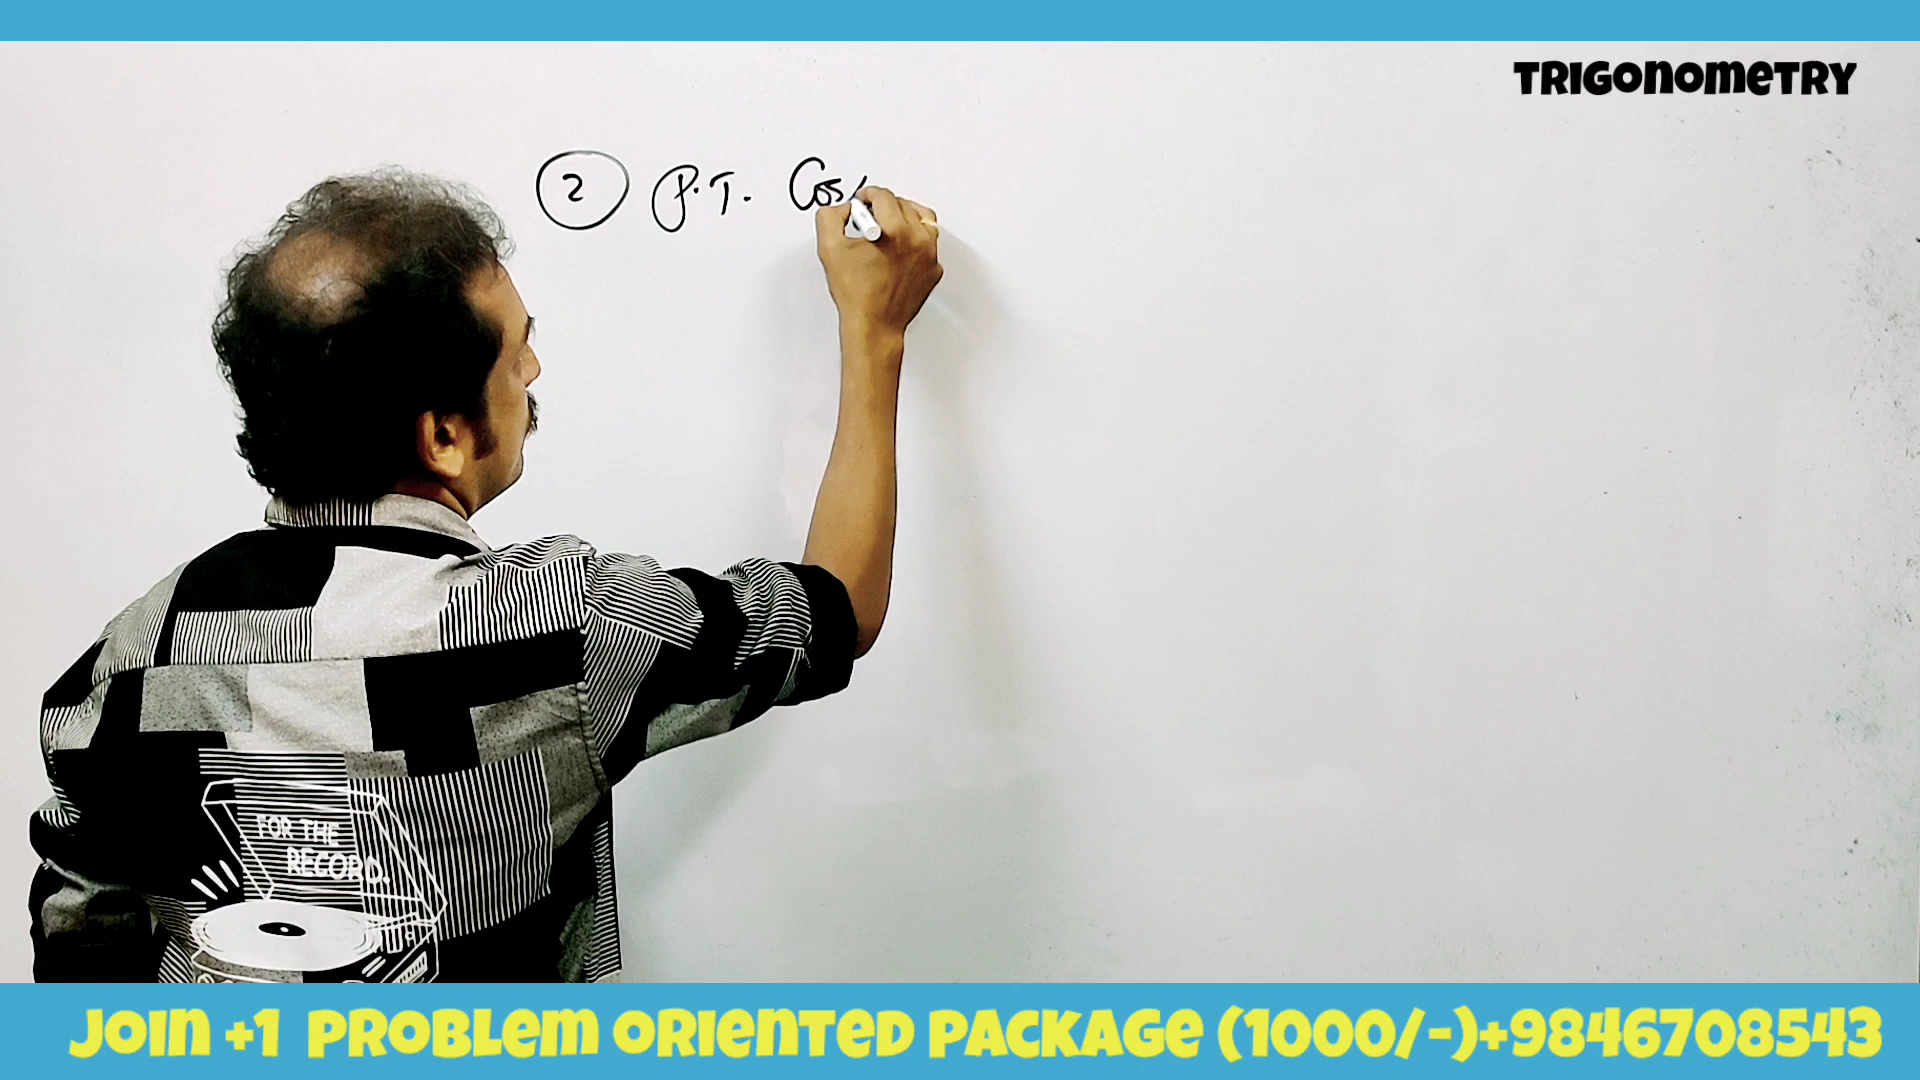 TRIGONOMETRY
2 P.T. Cos
FOR THE
RECORD.
JOIN +1 PROBLEM ORIENTED PACKAGE (1000/-)+9846708543